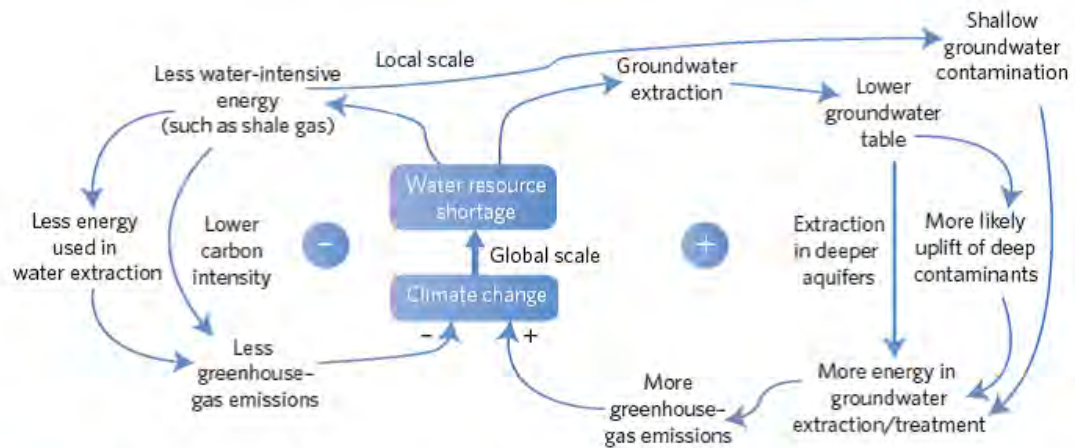 Shallow
groundwater
contamination
Local scale
Less water-intensive
energy
(such as shale gas)
Groundwater
extraction
Lower
groundwater
table
Water resource
shortage
Less energy
used in
water extraction
Lower
carbon
intensity
–
+
Global scale
Extraction
in deeper
aquifers
More likely
uplift of deep
contaminants
Climate change
–
+
Less
greenhouse–
gas emissions
More
greenhouse–
gas emissions
More energy in
groundwater
extraction/treatment